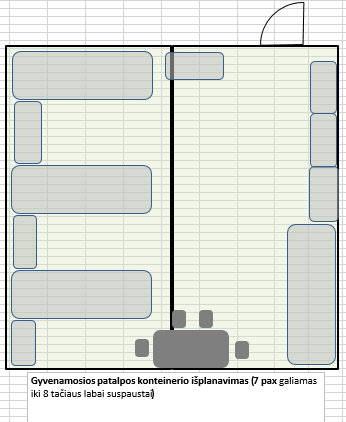 Gyvenamosios patalpos konteinerio išplanavimas (7 pax galiamas
iki 8 tačiaus labai suspaustai)